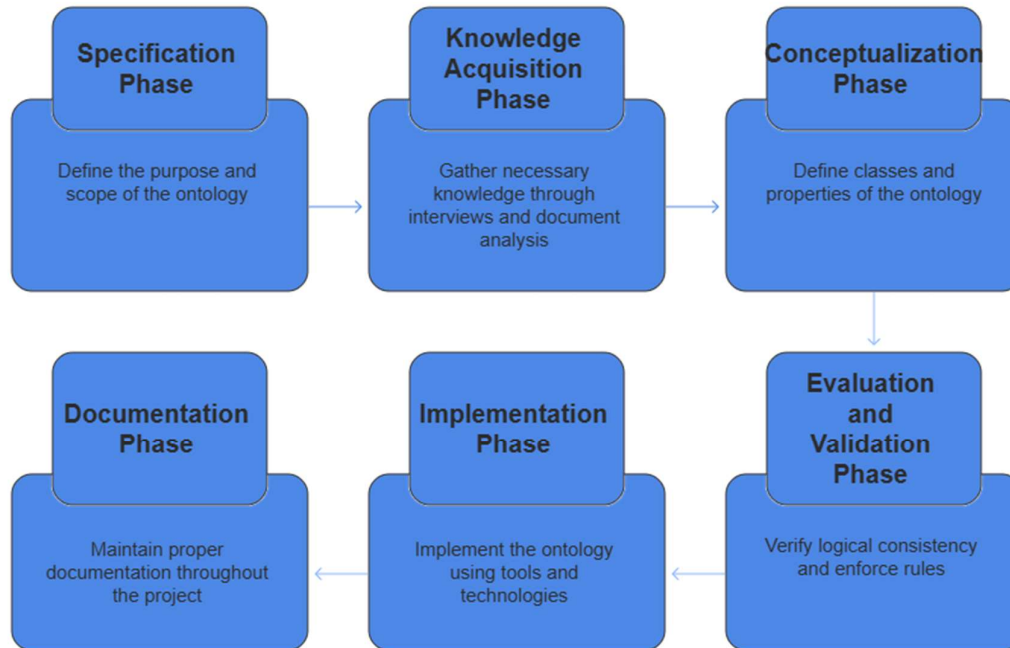 Specification
Phase
Define the purpose and
scope of the ontology
Knowledge
Acquisition
Phase
Gather necessary
knowledge through
interviews and document
analysis
Conceptualization
Phase
Define classes and
properties of the ontology
Evaluation
and
Validation
Phase
Verify logical consistency
and enforce rules
Implementation
Phase
Implement the ontology
using tools and
technologies
Documentation
Phase
Maintain proper
documentation throughout
the project